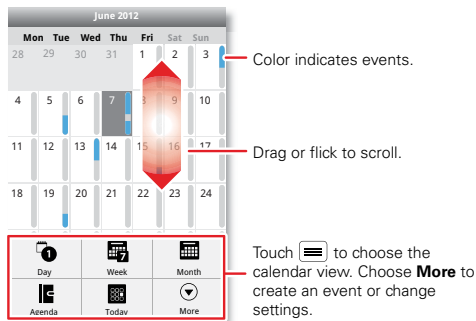 June 2012
Mon Tue Wed Thu Fri Sat Sun
28 29 30 31 1 2 3
4 5 6 7 8 9 10
11 12 13 14 15 16 17
18 19 20 21 22 23 24
Day Week Month
Agenda Today More
Color indicates events.
Drag or flick to scroll.
Touch to choose the
calendar view. Choose More to
create an event or change
settings.